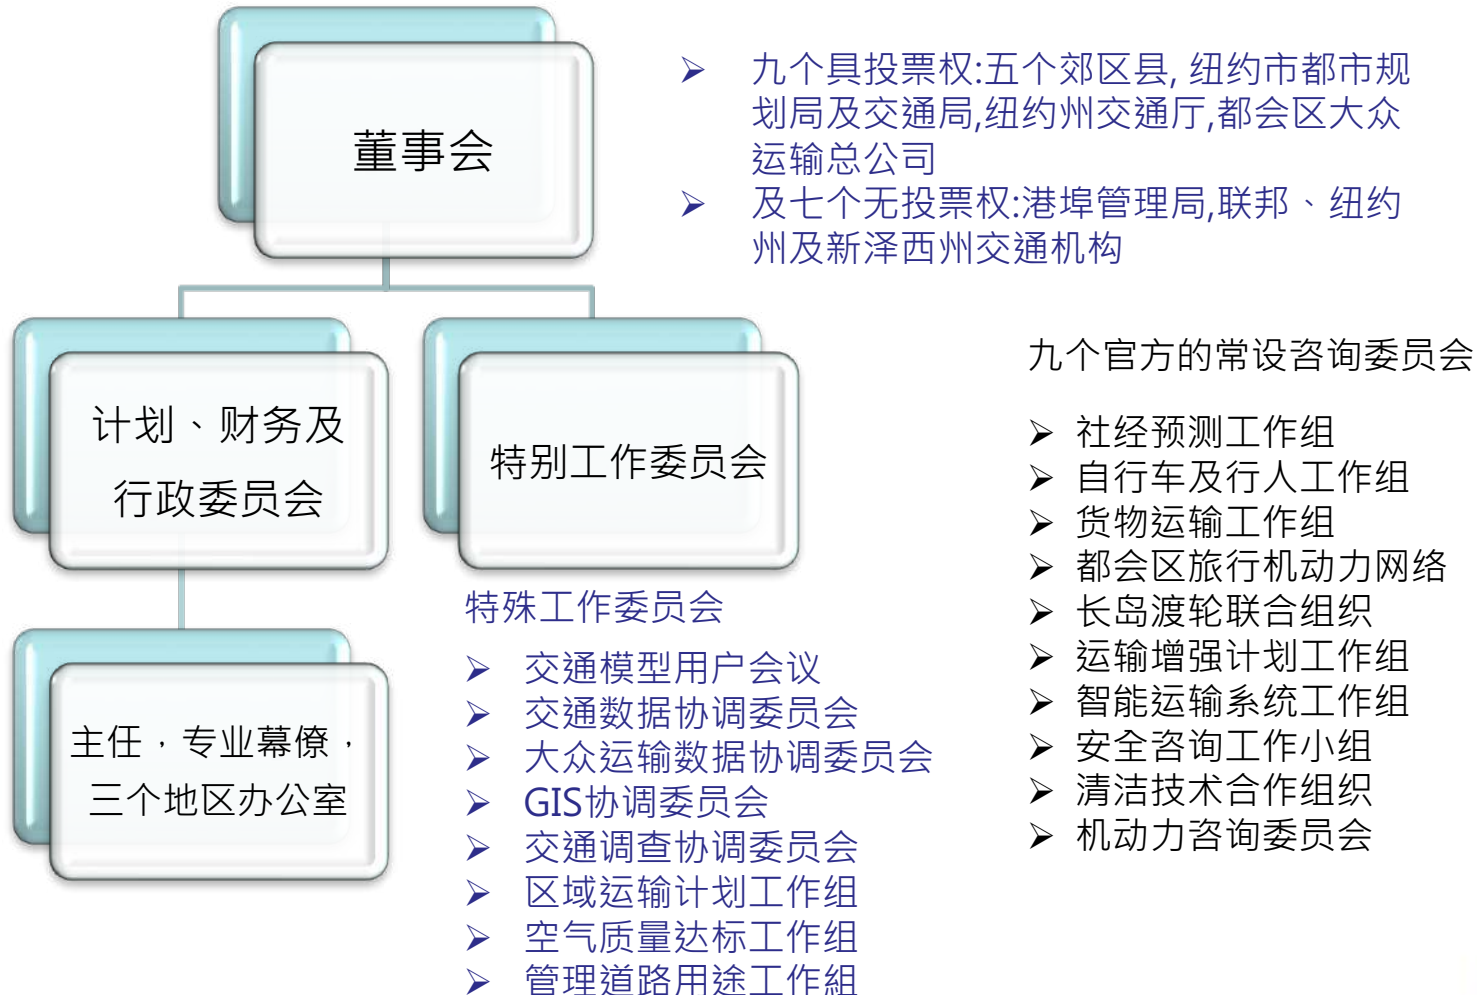 董事会
➢ 九个具投票权:五个郊区县, 纽约市都市规
划局及交通局,纽约州交通厅,都会区大众
运输总公司
➢ 及七个无投票权:港埠管理局,联邦、纽约
州及新泽西州交通机构
计划、财务及
行政委员会
特别工作委员会
主任，专业幕僚，
三个地区办公室
特殊工作委员会
➢ 交通模型用户会议
➢ 交通数据协调委员会
➢ 大众运输数据协调委员会
➢ GIS协调委员会
➢ 交通调查协调委员会
➢ 区域运输计划工作组
➢ 空气质量达标工作组
➢ 管理道路用途工作組
九个官方的常设咨询委员会
➢ 社经预测工作组
➢ 自行车及行人工作组
➢ 货物运输工作组
➢ 都会区旅行机动力网络
➢ 长岛渡轮联合组织
➢ 运输增强计划工作组
➢ 智能运输系统工作组
➢ 安全咨询工作小组
➢ 清洁技术合作组织
➢ 机动力咨询委员会